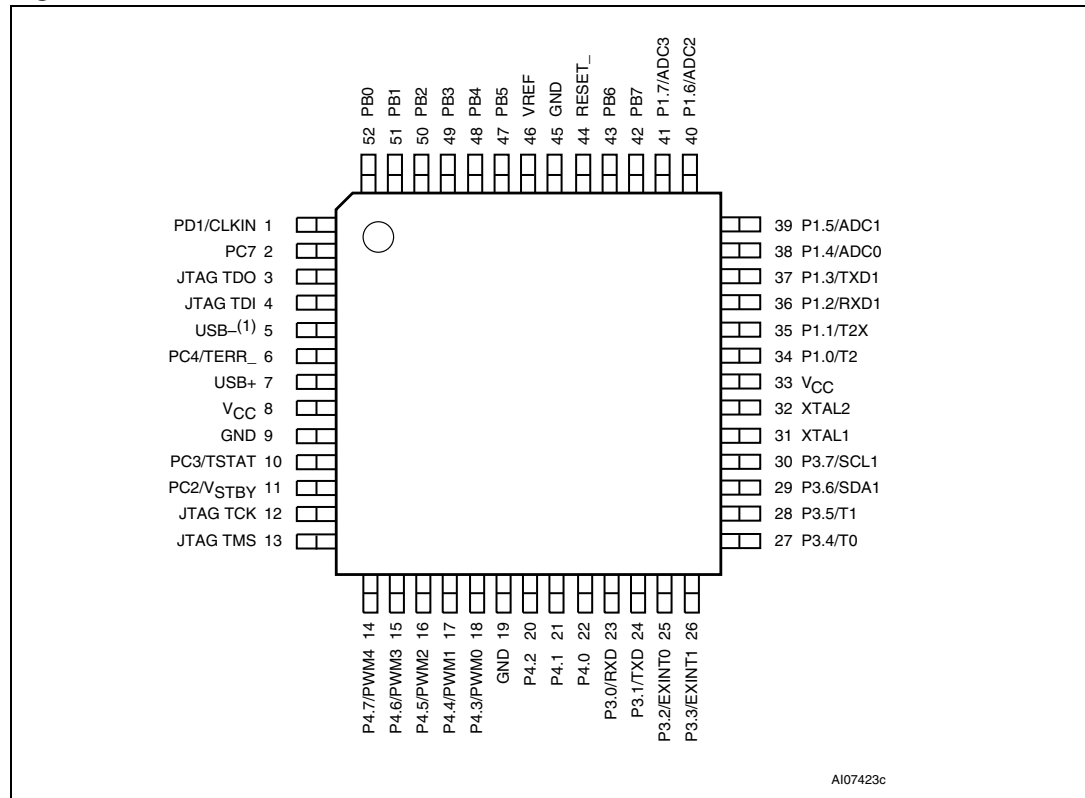 52 PB0
51 PB1
50 PB2
49 PB3
48 PB4
47 PB5
46 VREF
45 GND
44 RESET_
43 PB6
42 PB7
41 P1.7/ADC3
40 P1.6/ADC2
PD1/CLKIN 1
PC7 2
JTAG TDO 3
JTAG TDI 4
USB–(1) 5
PC4/TERR_ 6
USB+ 7
VCC 8
GND 9
PC3/TSTAT 10
PC2/VSTBY 11
JTAG TCK 12
JTAG TMS 13
39 P1.5/ADC1
38 P1.4/ADC0
37 P1.3/TXD1
36 P1.2/RXD1
35 P1.1/T2X
34 P1.0/T2
33 VCC
32 XTAL2
31 XTAL1
30 P3.7/SCL1
29 P3.6/SDA1
28 P3.5/T1
27 P3.4/T0
P4.7/PWM4 14
P4.6/PWM3 15
P4.5/PWM2 16
P4.4/PWM1 17
P4.3/PWM0 18
GND 19
P4.2 20
P4.1 21
P4.0 22
P3.0/RXD 23
P3.1/TXD 24
P3.2/EXINT0 25
P3.3/EXINT1 26
AI07423c